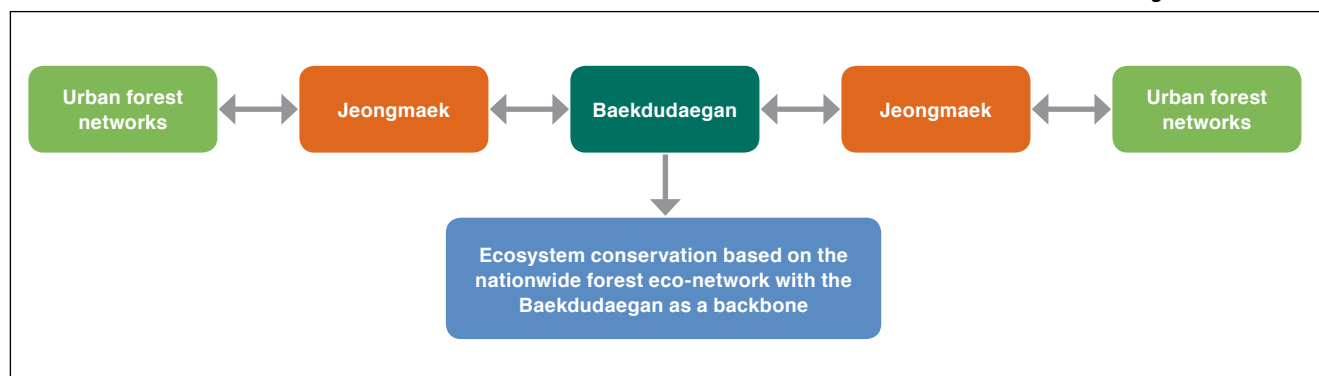 Urban forest
networks
Jeongmaek
Baekdudaegan
Jeongmaek
Urban forest
networks
Ecosystem conservation based on the
nationwide forest eco-network with the
Baekdudaegan as a backbone